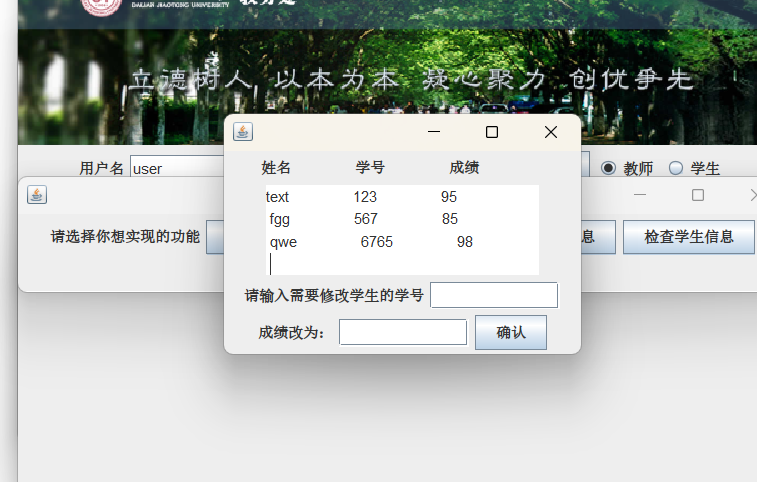 DALIAN JIAOTONG UNIVERSITY
立德树人 以本为本 凝心聚力 创优争先
用户名 user 教师 学生
请选择你想实现的功能 息 检查学生信息
姓名 学号 成绩
text 123 95
fgg 567 85
qwe 6765 98
请输入需要修改学生的学号
成绩改为: 确认